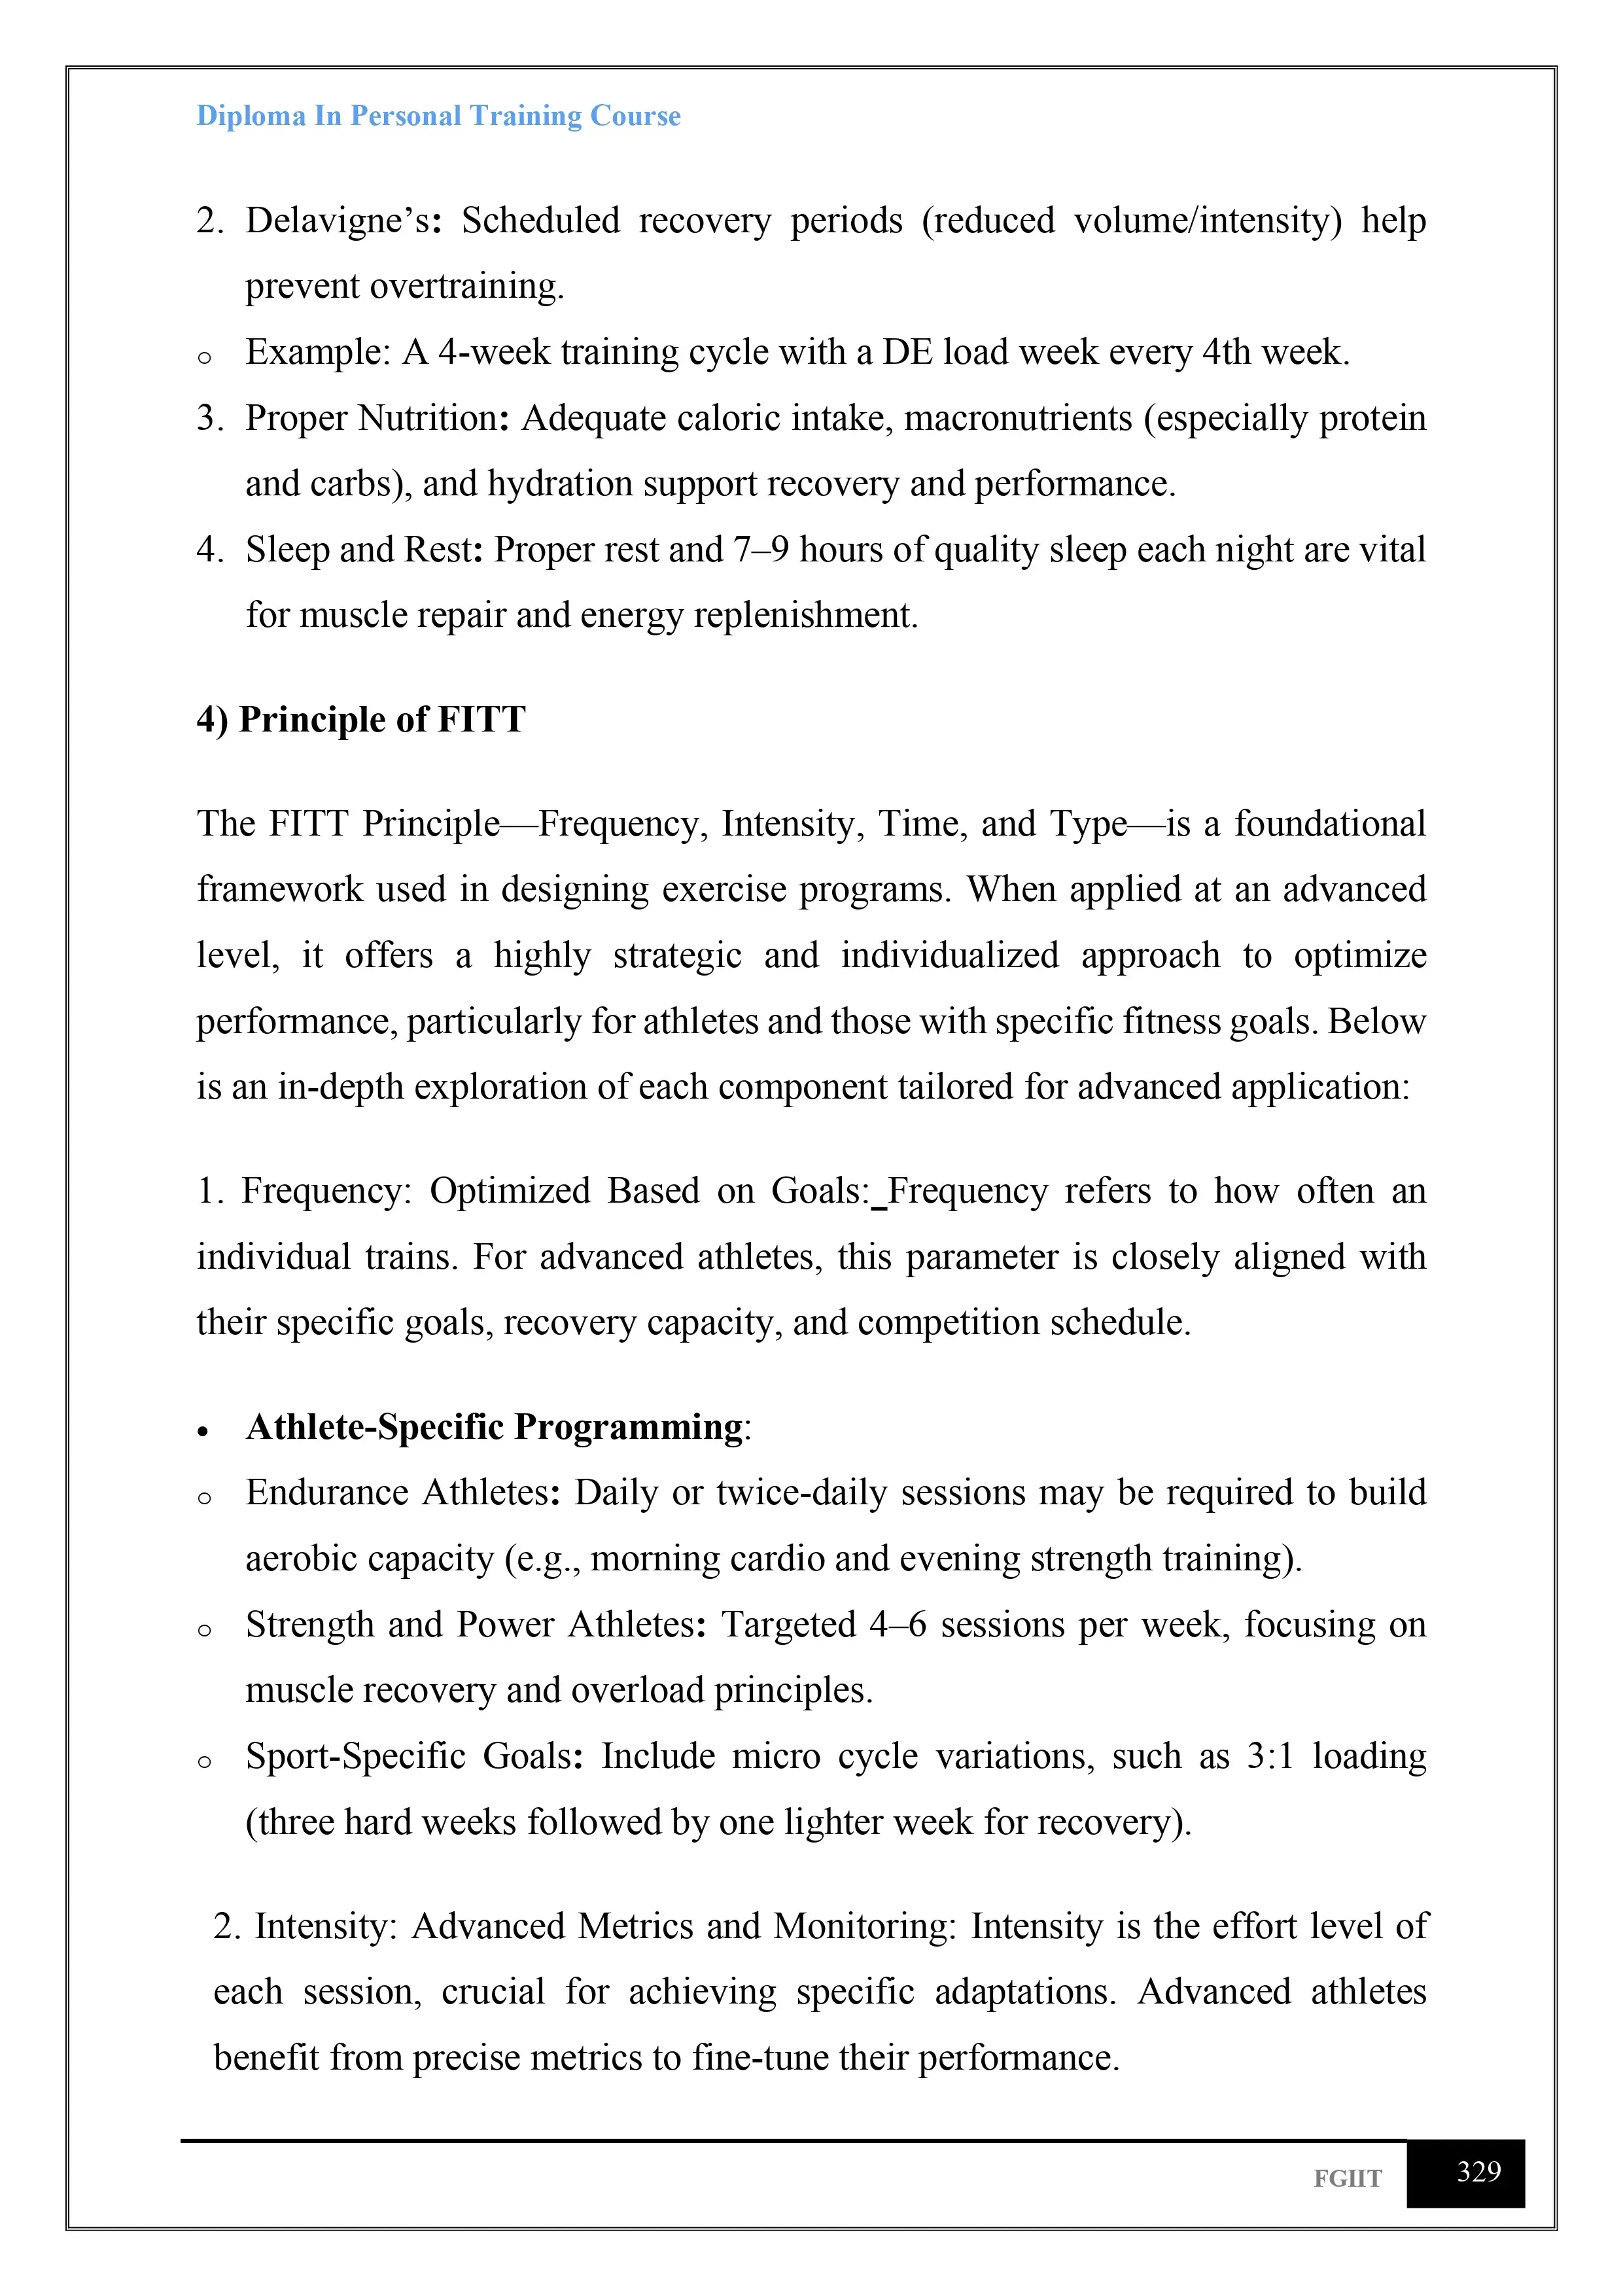 Diploma In Personal Training Course
2. Delavigne’s: Scheduled recovery periods (reduced volume/intensity) help
prevent overtraining.
o Example: A 4-week training cycle with a DE load week every 4th week.
3. Proper Nutrition: Adequate caloric intake, macronutrients (especially protein
and carbs), and hydration support recovery and performance.
4. Sleep and Rest: Proper rest and 7–9 hours of quality sleep each night are vital
for muscle repair and energy replenishment.
4) Principle of FITT
The FITT Principle—Frequency, Intensity, Time, and Type—is a foundational
framework used in designing exercise programs. When applied at an advanced
level, it offers a highly strategic and individualized approach to optimize
performance, particularly for athletes and those with specific fitness goals. Below
is an in-depth exploration of each component tailored for advanced application:
1. Frequency: Optimized Based on Goals: Frequency refers to how often an
individual trains. For advanced athletes, this parameter is closely aligned with
their specific goals, recovery capacity, and competition schedule.
• Athlete-Specific Programming:
o Endurance Athletes: Daily or twice-daily sessions may be required to build
aerobic capacity (e.g., morning cardio and evening strength training).
o Strength and Power Athletes: Targeted 4–6 sessions per week, focusing on
muscle recovery and overload principles.
o Sport-Specific Goals: Include micro cycle variations, such as 3:1 loading
(three hard weeks followed by one lighter week for recovery).
2. Intensity: Advanced Metrics and Monitoring: Intensity is the effort level of
each session, crucial for achieving specific adaptations. Advanced athletes
benefit from precise metrics to fine-tune their performance.
FGIIT 329